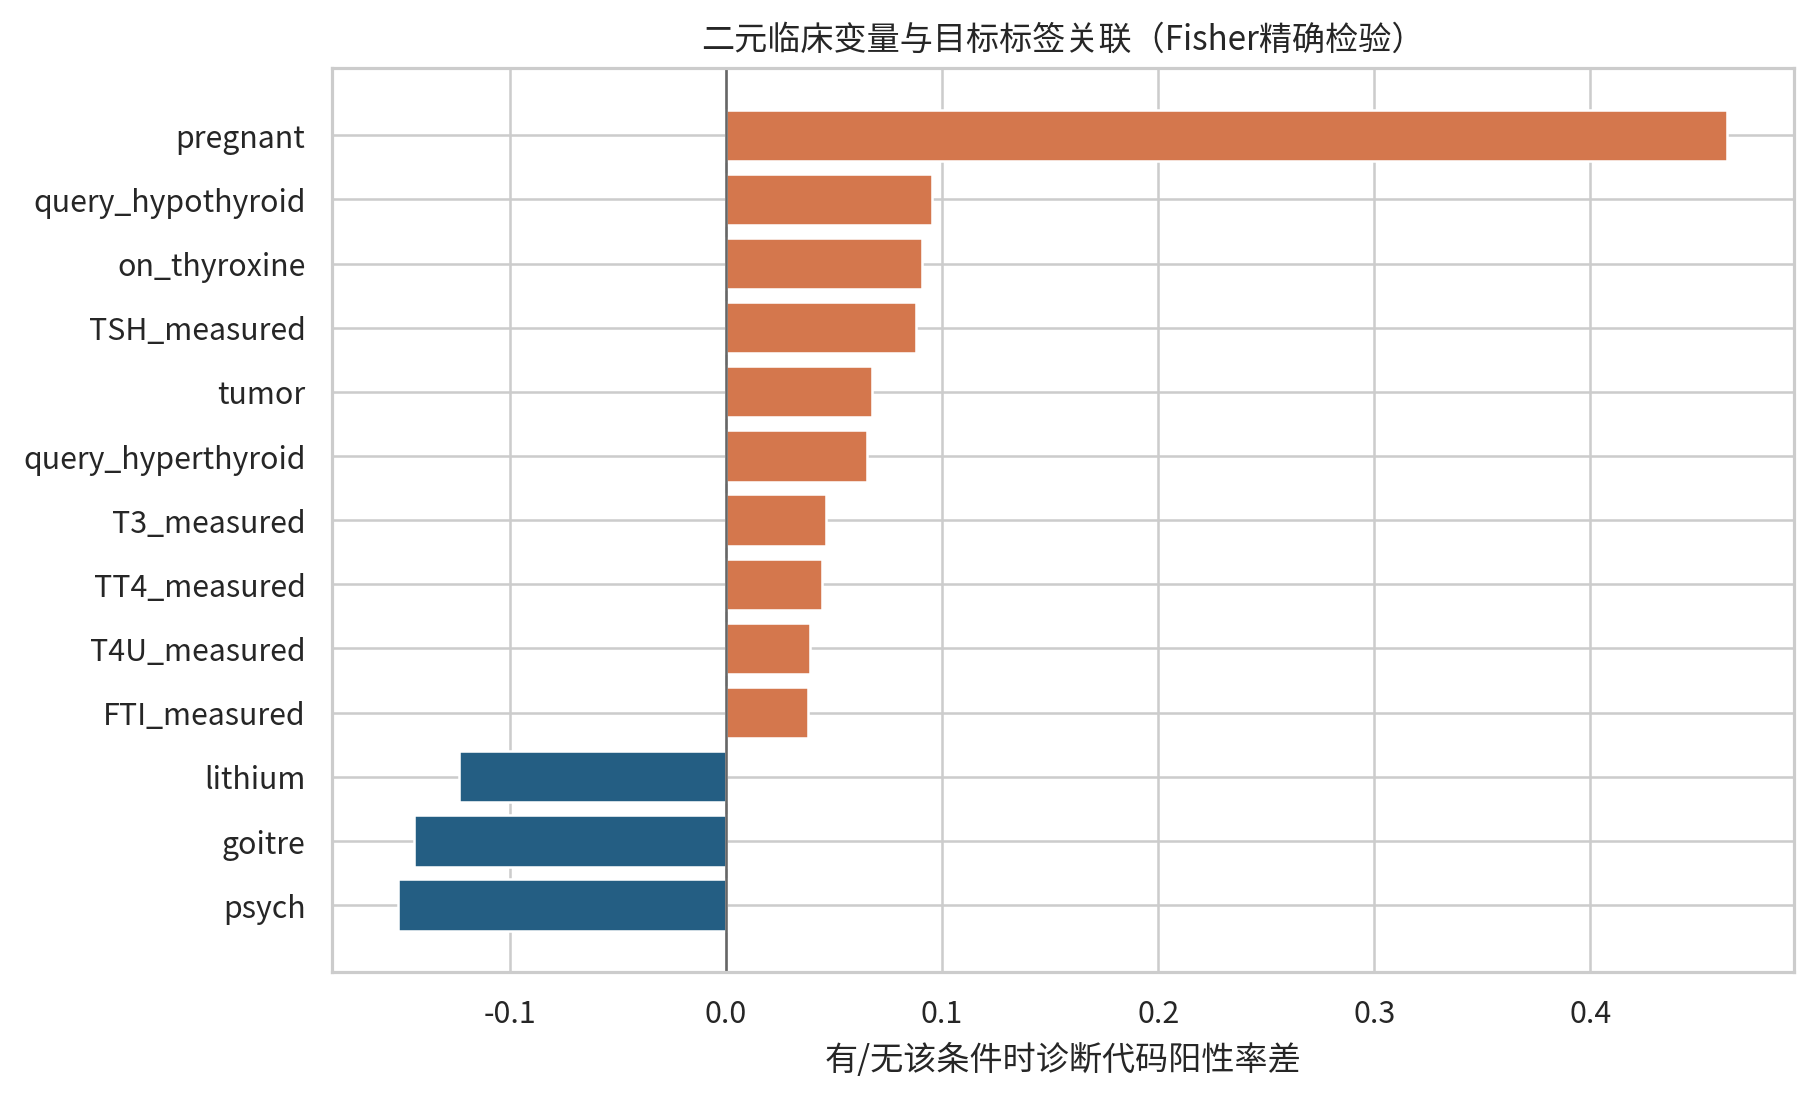 二元临床变量与目标标签关联（Fisher精确检验）
pregnant
query_hypothyroid
on_thyroxine
TSH_measured
tumor
query_hyperthyroid
T3_measured
TT4_measured
T4U_measured
FTI_measured
lithium
goitre
psych
-0.1 0.0 0.1 0.2 0.3 0.4
有/无该条件时诊断代码阳性率差